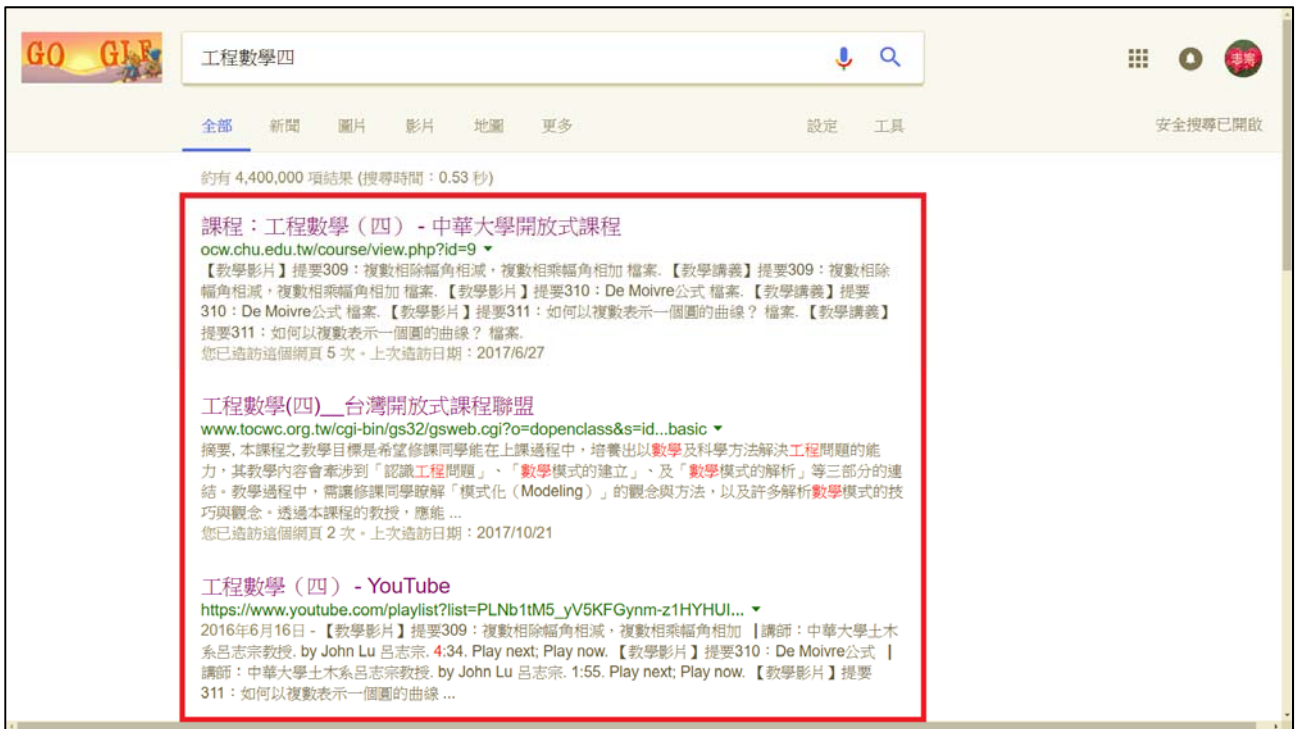 GO GLE
工程數學四
全部 新聞 圖片 影片 地圖 更多 設定 工具 安全搜尋已開啟
約有 4,400,000 項結果 (搜尋時間：0.53 秒)
課程：工程數學（四） - 中華大學開放式課程
ocw.chu.edu.tw/course/view.php?id=9
【教學影片】提要309：複數相除幅角相減，複數相乘幅角相加 檔案. 【教學講義】提要309：複數相除
幅角相減，複數相乘幅角相加 檔案. 【教學影片】提要310：De Moivre公式 檔案. 【教學講義】提要
310：De Moivre公式 檔案. 【教學影片】提要311：如何以複數表示一個圓的曲線？ 檔案. 【教學講義】
提要311：如何以複數表示一個圓的曲線？ 檔案.
您已造訪這個網頁 5 次。上次造訪日期：2017/6/27
工程數學(四)__台灣開放式課程聯盟
www.tocwc.org.tw/cgi-bin/gs32/gsweb.cgi?o=dopenclass&s=id...basic
摘要, 本課程之教學目標是希望修課同學能在上課過程中，培養出以數學及科學方法解決工程問題的能
力，其教學內容會牽涉到「認識工程問題」、「數學模式的建立」、及「數學模式的解析」等三部分的連
結。教學過程中，需讓修課同學瞭解「模式化（Modeling）」的觀念與方法，以及許多解析數學模式的技
巧與觀念。透過本課程的教授，應能 ...
您已造訪這個網頁 2 次。上次造訪日期：2017/10/21
工程數學（四） - YouTube
https://www.youtube.com/playlist?list=PLNb1tM5_yV5KFGynm-z1HYHUI...
2016年6月16日 - 【教學影片】提要309：複數相除幅角相減，複數相乘幅角相加 ┃講師：中華大學土木
系呂志宗教授. by John Lu 呂志宗. 4:34. Play next; Play now. 【教學影片】提要310：De Moivre公式 ┃
講師：中華大學土木系呂志宗教授. by John Lu 呂志宗. 1:55. Play next; Play now. 【教學影片】提要
311：如何以複數表示一個圓的曲線 ...